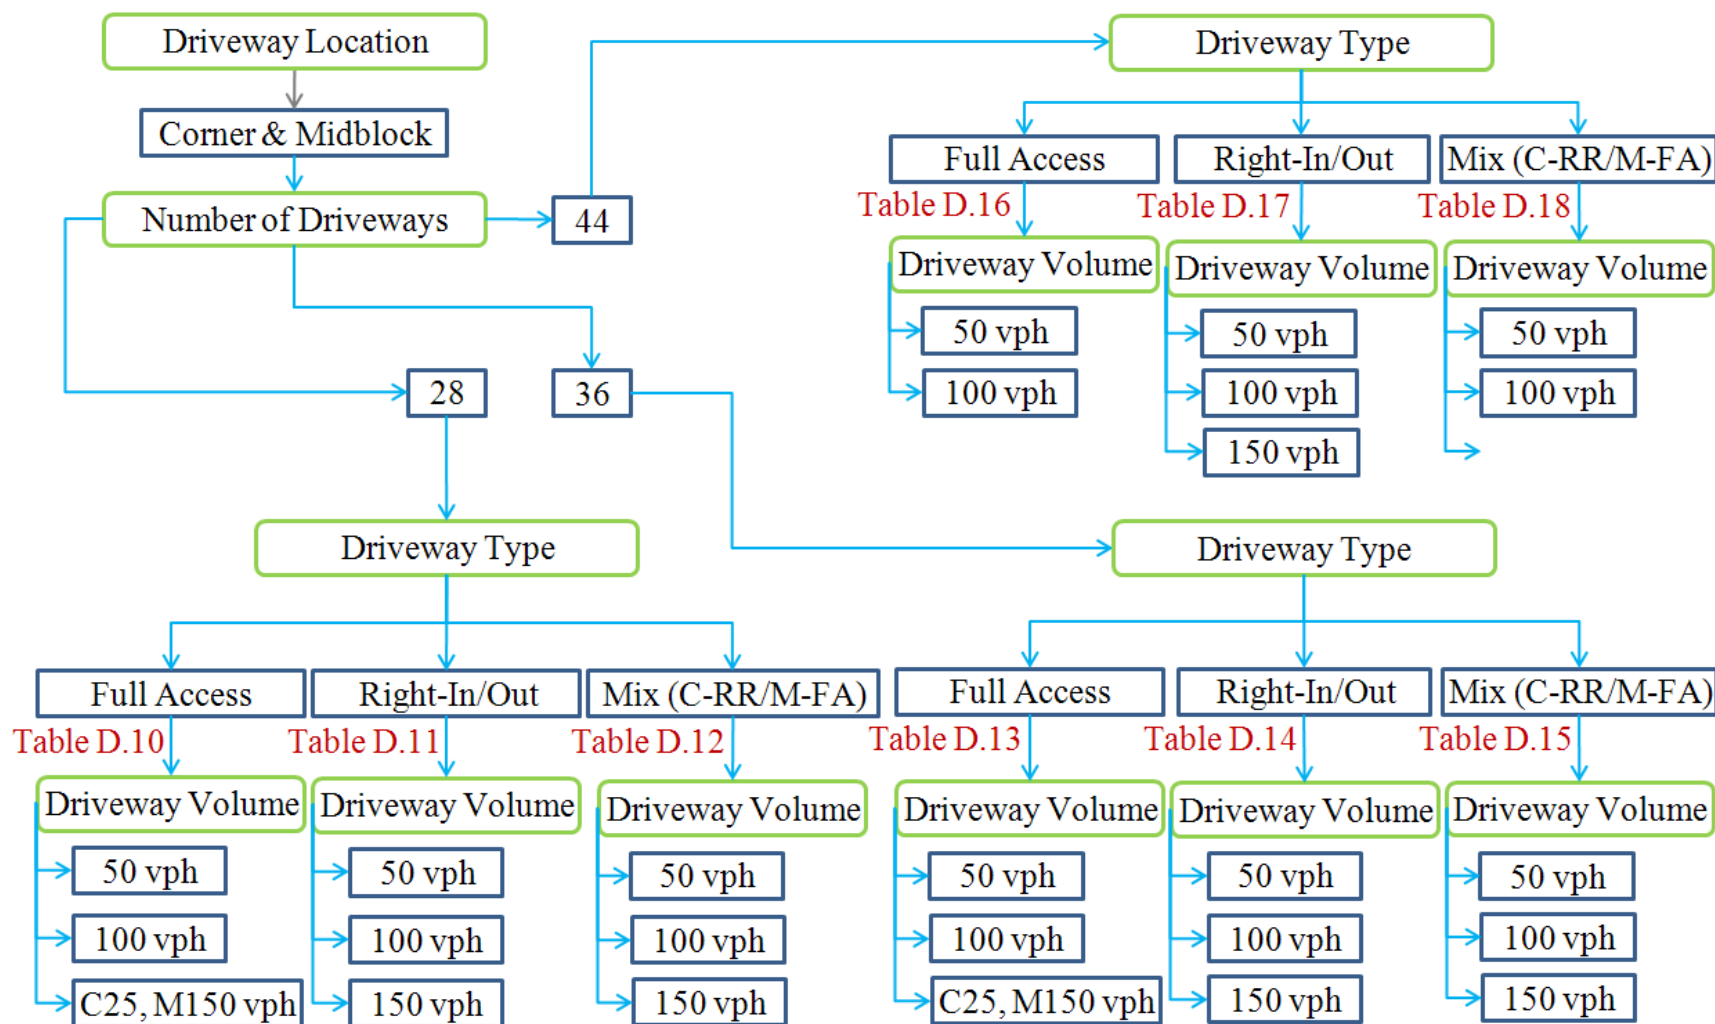 Driveway Location
Corner & Midblock
Number of Driveways
44
28
36
Driveway Type
Full Access
Right-In/Out
Mix (C-RR/M-FA)
Table D.16
Table D.17
Table D.18
Driveway Volume
Driveway Volume
Driveway Volume
50 vph
50 vph
50 vph
100 vph
100 vph
100 vph
150 vph
Driveway Type
Full Access
Right-In/Out
Mix (C-RR/M-FA)
Table D.10
Table D.11
Table D.12
Driveway Volume
Driveway Volume
Driveway Volume
50 vph
50 vph
50 vph
100 vph
100 vph
100 vph
C25, M150 vph
150 vph
150 vph
Driveway Type
Full Access
Right-In/Out
Mix (C-RR/M-FA)
Table D.13
Table D.14
Table D.15
Driveway Volume
Driveway Volume
Driveway Volume
50 vph
50 vph
50 vph
100 vph
100 vph
100 vph
C25, M150 vph
150 vph
150 vph